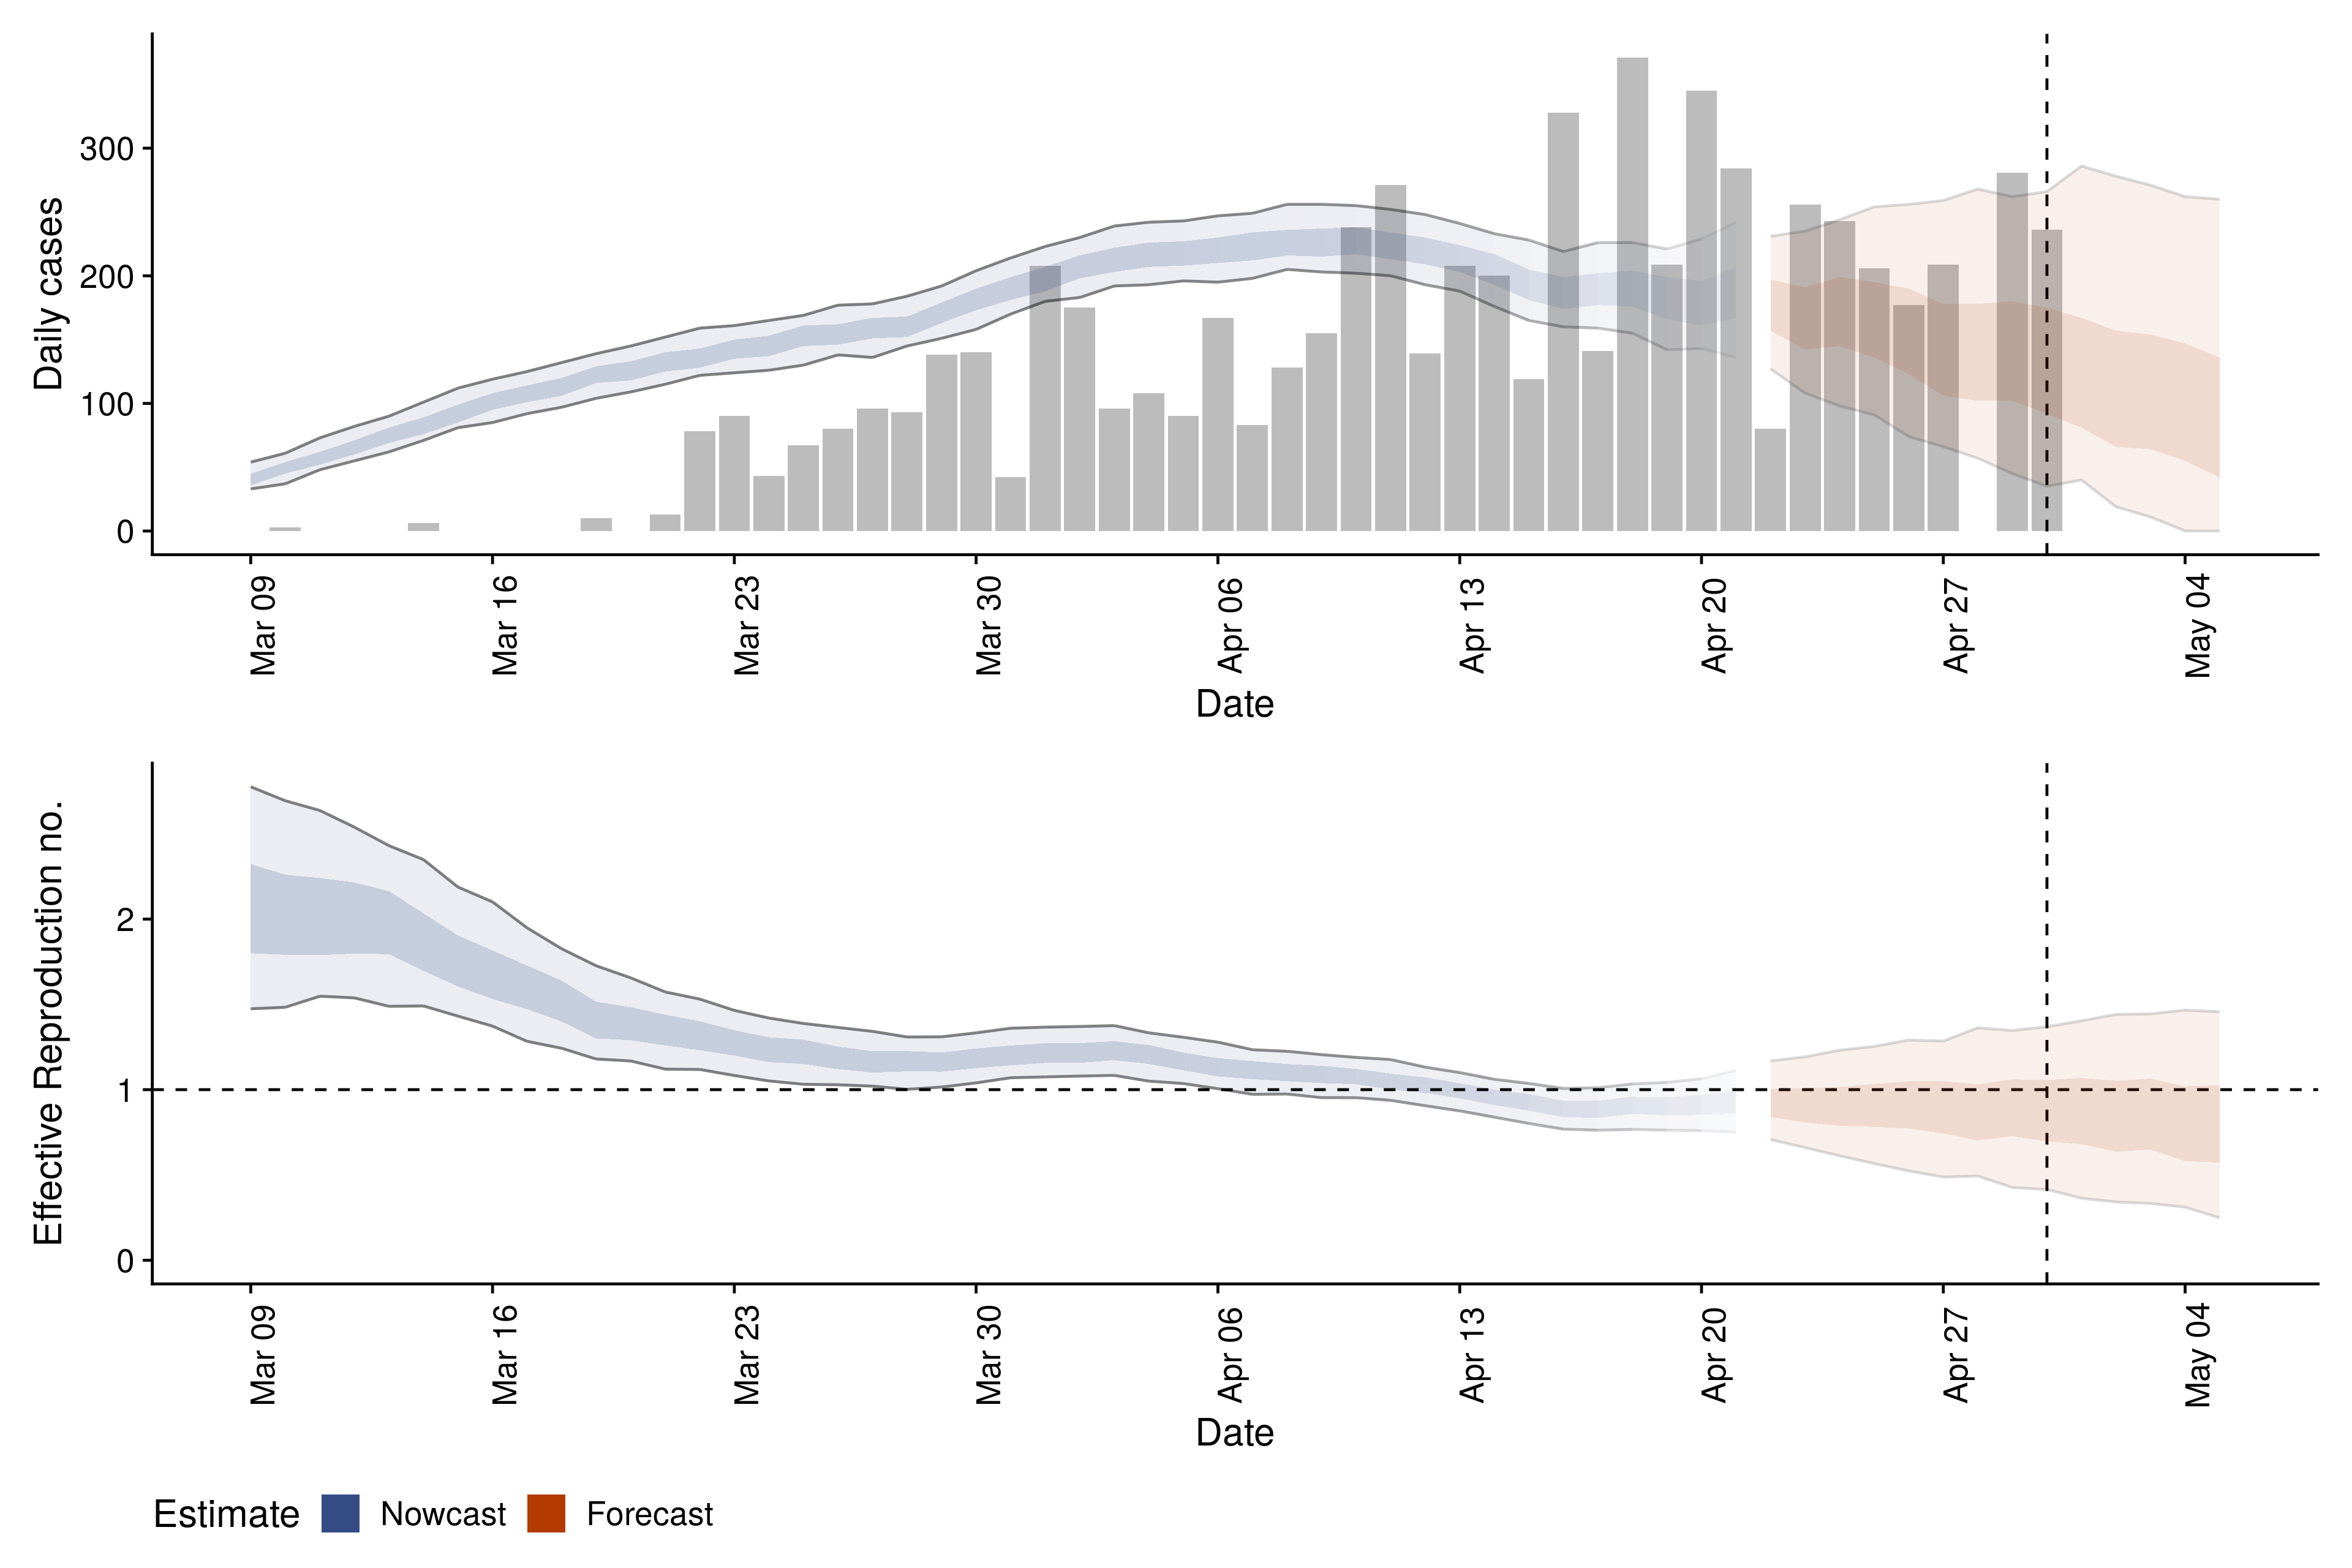 Daily cases
300
200
100
0
Mar 09
Mar 16
Mar 23
Mar 30
Apr 06
Apr 13
Apr 20
Apr 27
May 04
Date
Effective Reproduction no.
2
1
0
Mar 09
Mar 16
Mar 23
Mar 30
Apr 06
Apr 13
Apr 20
Apr 27
May 04
Date
Estimate Nowcast Forecast